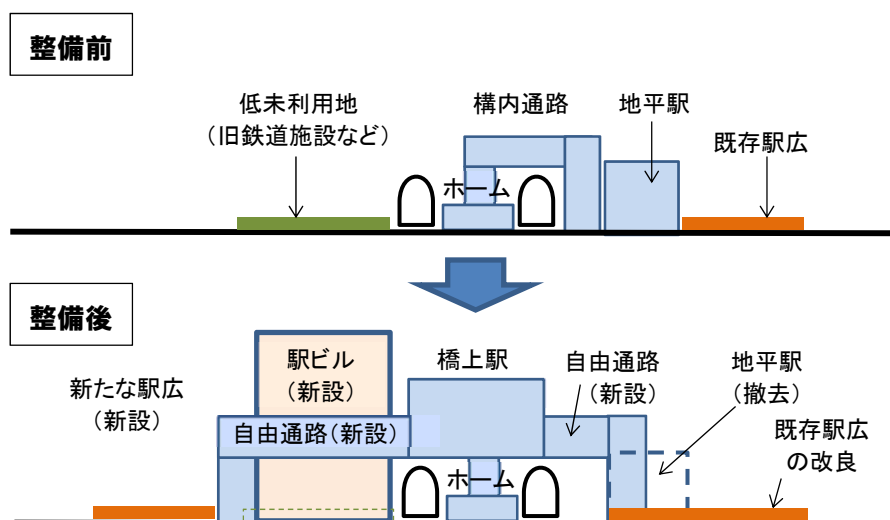 整備前
低未利用地
（旧鉄道施設など）
構内通路
地平駅
既存駅広
ホーム
整備後
駅ビル
（新設）
橋上駅
自由通路
（新設）
地平駅
（撤去）
新たな駅広
（新設）
自由通路（新設）
既存駅広
の改良
ホーム